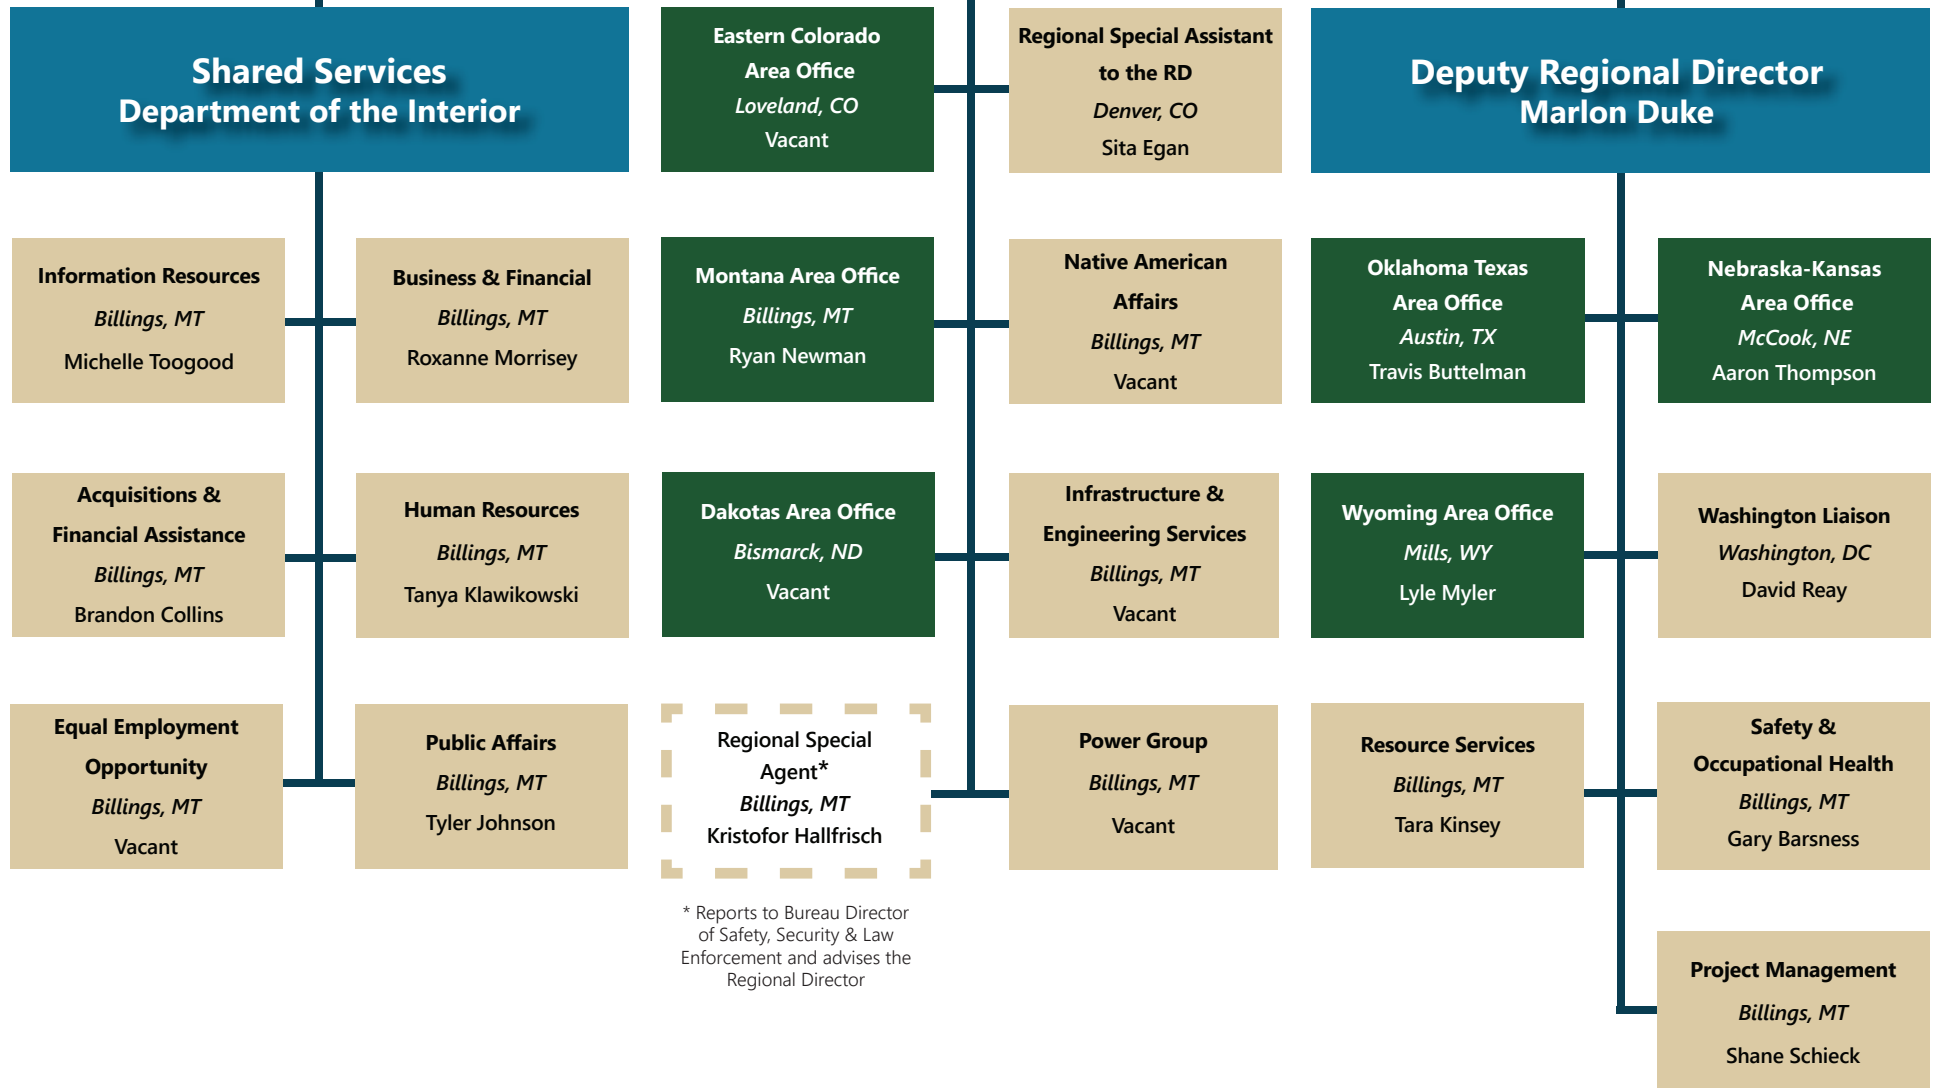 Shared Services
Department of the Interior
Information Resources
Billings, MT
Michelle Toogood
Business & Financial
Billings, MT
Roxanne Morrisey
Acquisitions &
Financial Assistance
Billings, MT
Brandon Collins
Human Resources
Billings, MT
Tanya Klawikowski
Equal Employment
Opportunity
Billings, MT
Vacant
Public Affairs
Billings, MT
Tyler Johnson
Eastern Colorado
Area Office
Loveland, CO
Vacant
Regional Special Assistant
to the RD
Denver, CO
Sita Egan
Montana Area Office
Billings, MT
Ryan Newman
Native American
Affairs
Billings, MT
Vacant
Dakotas Area Office
Bismarck, ND
Vacant
Infrastructure &
Engineering Services
Billings, MT
Vacant
Regional Special
Agent*
Billings, MT
Kristofor Hallfrisch
* Reports to Bureau Director
of Safety, Security & Law
Enforcement and advises the
Regional Director
Power Group
Billings, MT
Vacant
Deputy Regional Director
Marlon Duke
Oklahoma Texas
Area Office
Austin, TX
Travis Buttelman
Nebraska-Kansas
Area Office
McCook, NE
Aaron Thompson
Wyoming Area Office
Mills, WY
Lyle Myler
Washington Liaison
Washington, DC
David Reay
Resource Services
Billings, MT
Tara Kinsey
Safety &
Occupational Health
Billings, MT
Gary Barsness
Project Management
Billings, MT
Shane Schieck